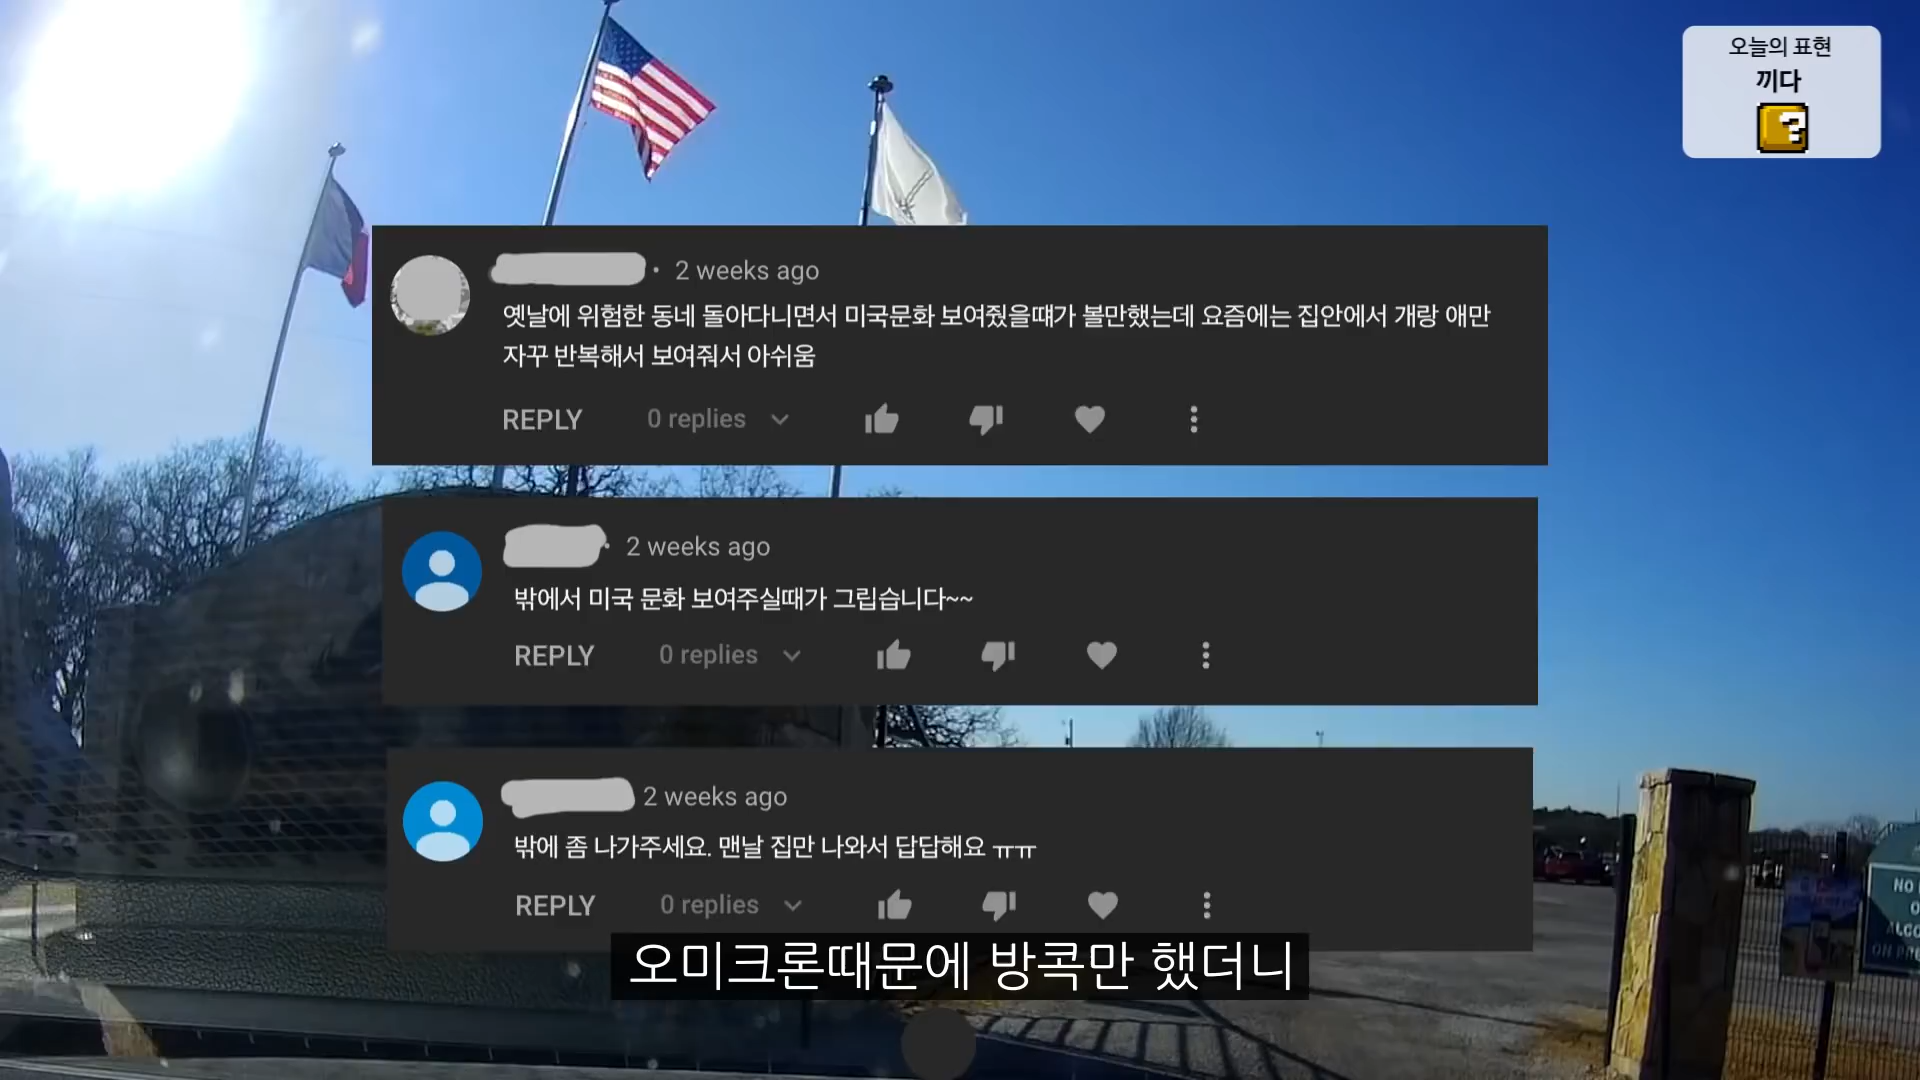 오늘의 표현
끼다
?
2 weeks ago
옛날에 위험한 동네 돌아다니면서 미국문화 보여줬을떄가 볼만했는데 요즘에는 집안에서 개랑 애만
자꾸 반복해서 보여줘서 아쉬움
REPLY 0 replies
2 weeks ago
밖에서 미국 문화 보여주실때가 그립습니다~~
REPLY 0 replies
2 weeks ago
밖에 좀 나가주세요. 맨날 집만 나와서 답답해요 ㅠㅠ
REPLY 0 replies
오미크론때문에 방콕만 했더니
NO